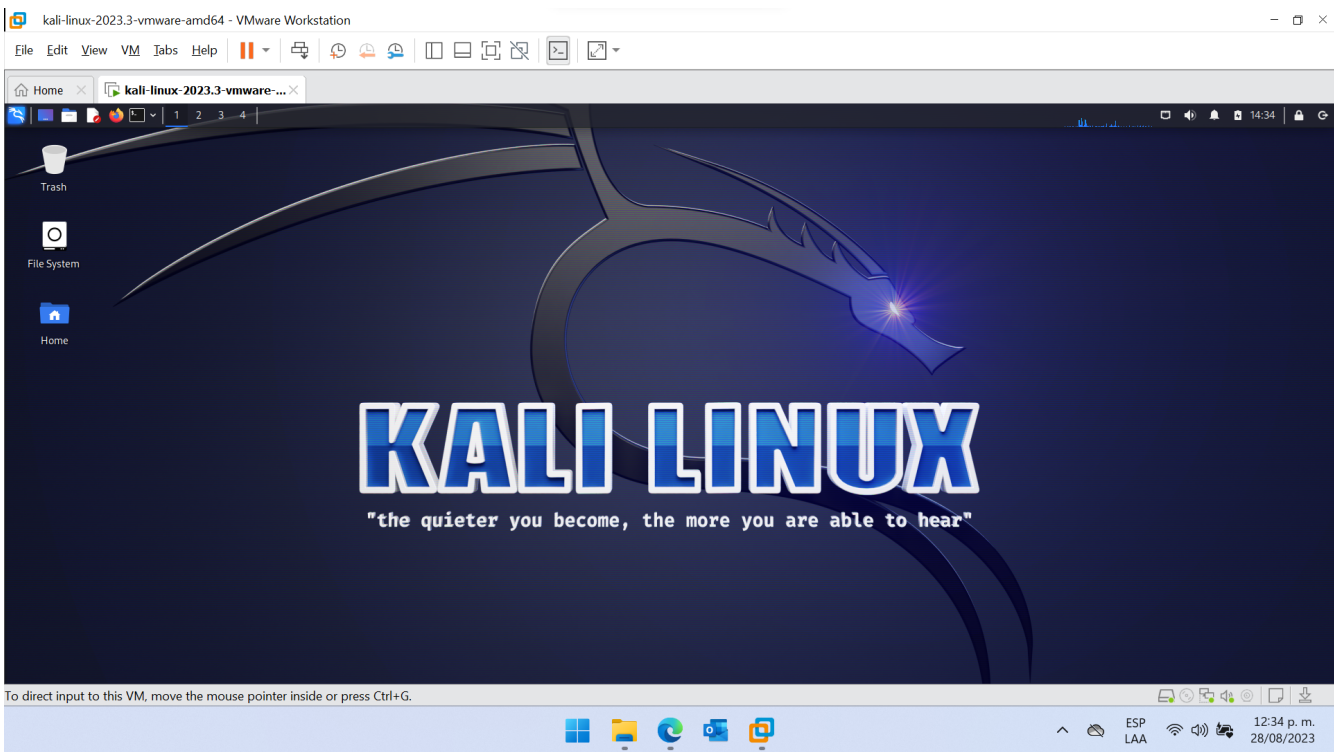 kali-linux-2023.3-vmware-amd64 - VMware Workstation
File Edit View VM Tabs Help
Home kali-linux-2023.3-vmware-...
1 2 3 4 14:34
Trash
File System
Home
KALI LINUX
"the quieter you become, the more you are able to hear"
To direct input to this VM, move the mouse pointer inside or press Ctrl+G.
ESP 12:34 p. m.
LAA 28/08/2023